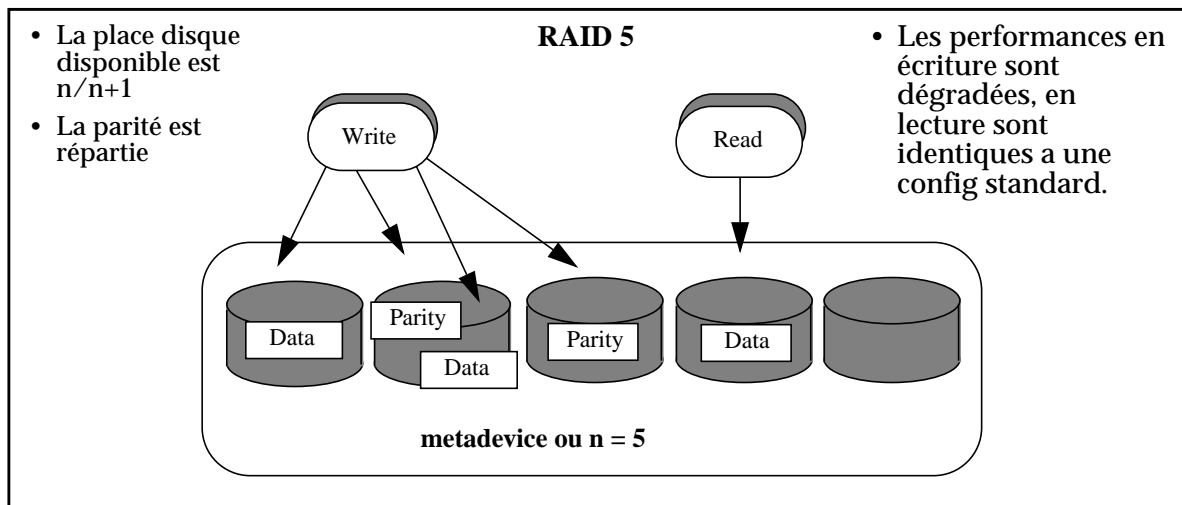 RAID 5
• La place disque
disponible est
n/n+1
• La parité est
répartie
• Les performances en
écriture sont
dégradées, en
lecture sont
identiques a une
config standard.
Write
Read
Data
Parity
Data
Parity
Data
metadevice ou n = 5